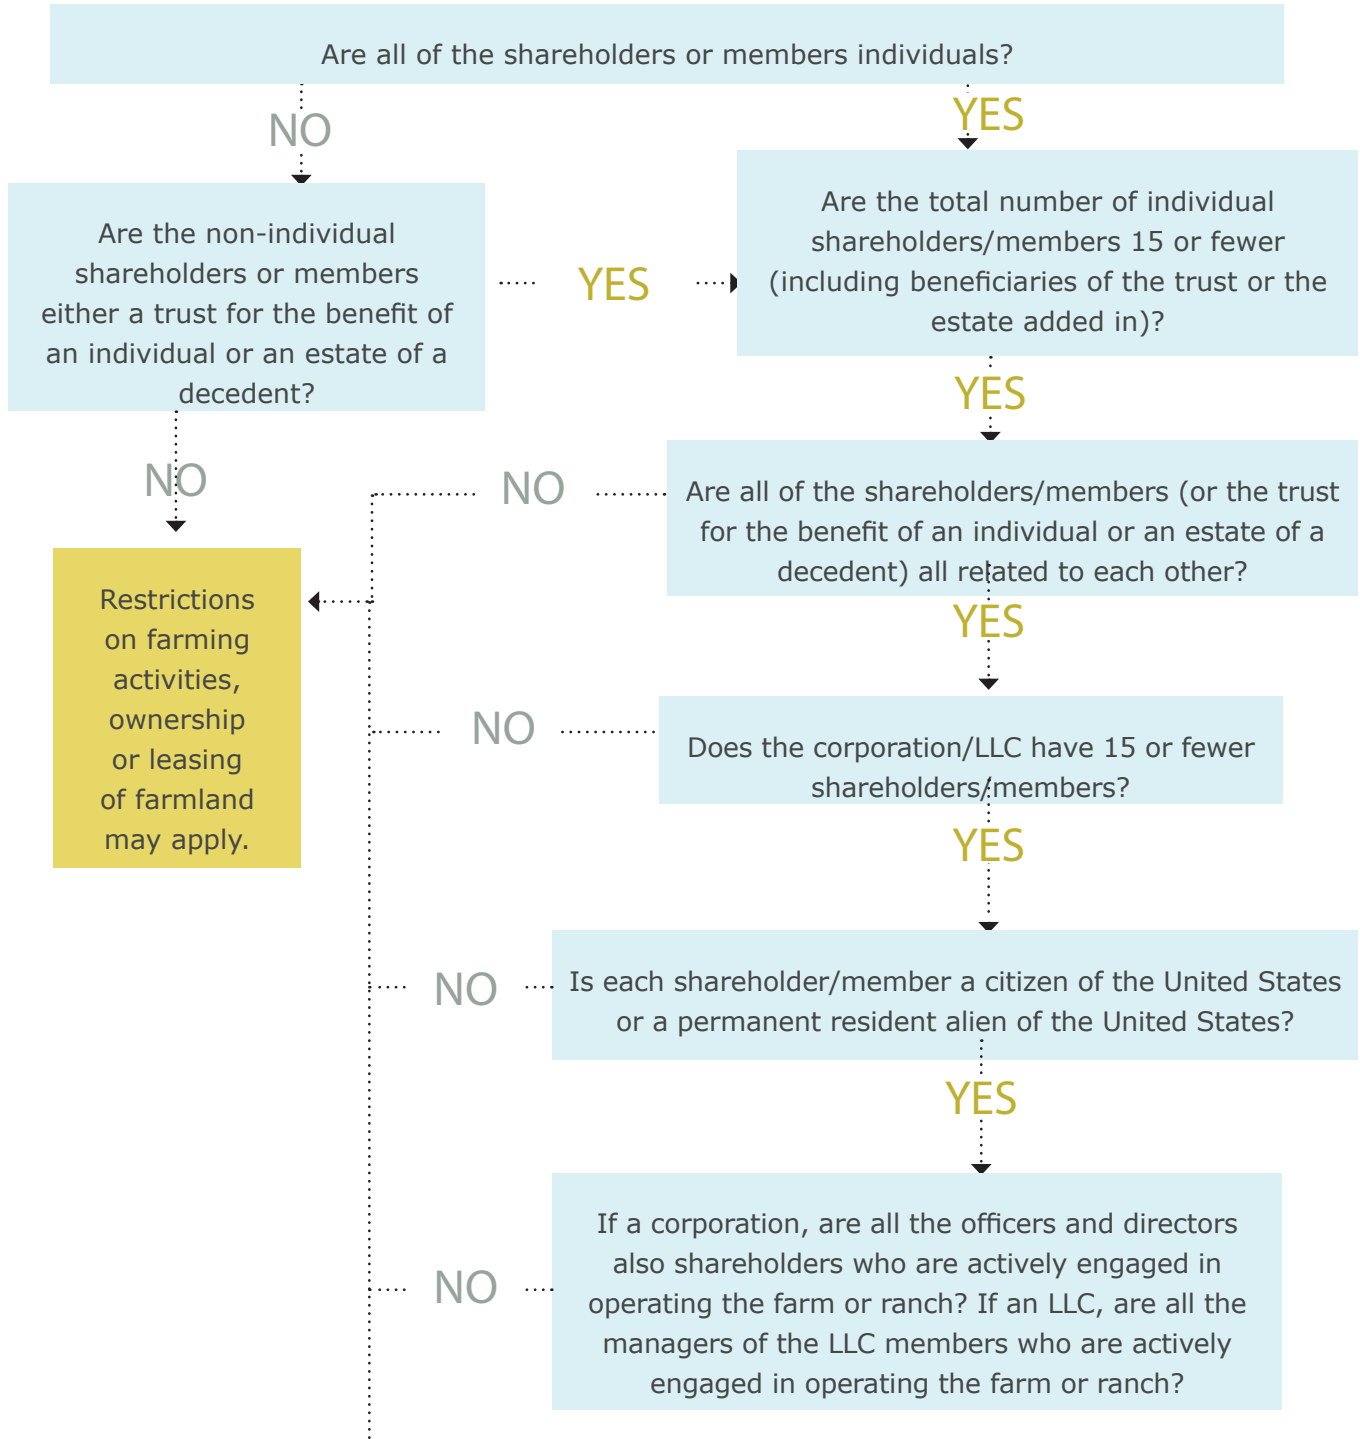 Are all of the shareholders or members individuals?
NO
YES
Are the non-individual
shareholders or members
either a trust for the benefit of
an individual or an estate of a
decedent?
YES
Are the total number of individual
shareholders/members 15 or fewer
(including beneficiaries of the trust or the
estate added in)?
YES
NO
NO
Are all of the shareholders/members (or the trust
for the benefit of an individual or an estate of a
decedent) all related to each other?
Restrictions
on farming
activities,
ownership
or leasing
of farmland
may apply.
YES
NO
Does the corporation/LLC have 15 or fewer
shareholders/members?
YES
NO
Is each shareholder/member a citizen of the United States
or a permanent resident alien of the United States?
YES
NO
If a corporation, are all the officers and directors
also shareholders who are actively engaged in
operating the farm or ranch? If an LLC, are all the
managers of the LLC members who are actively
engaged in operating the farm or ranch?